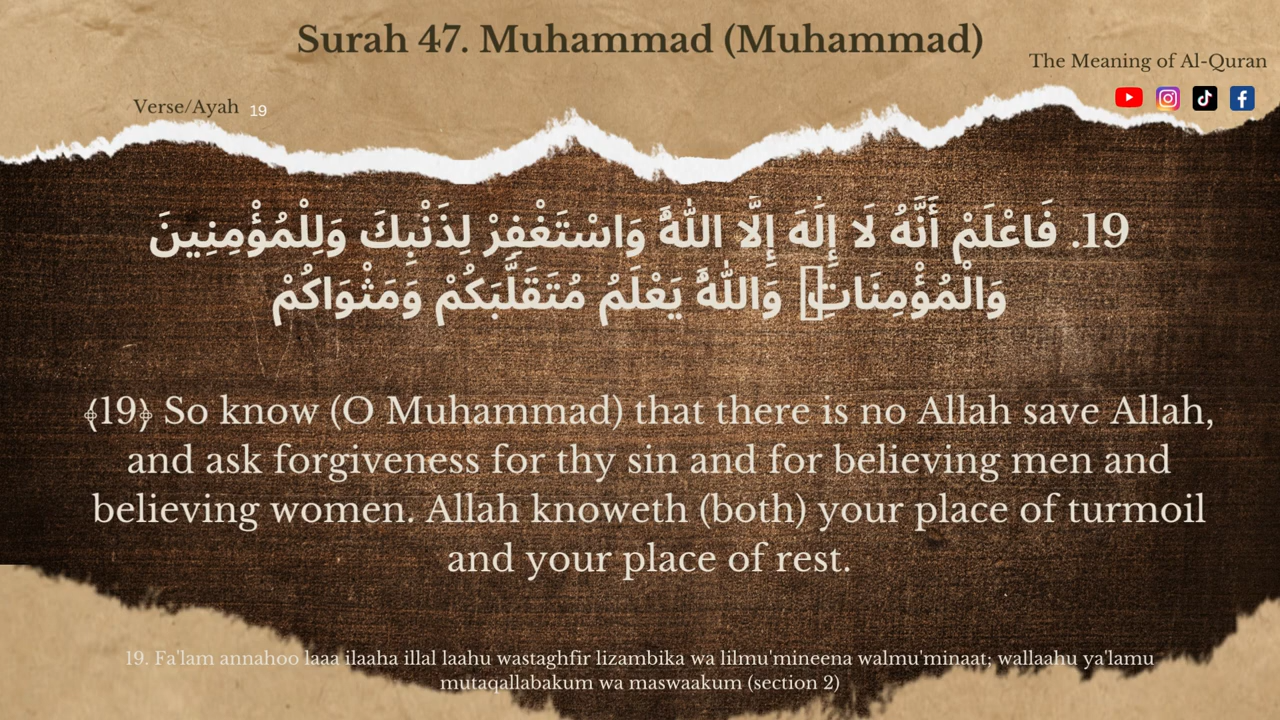 Surah 47. Muhammad (Muhammad)
The Meaning of Al-Quran
Verse/Ayah 19
19. فَاعْلَمْ أَنَّهُ لَا إِلَٰهَ إِلَّا اللَّهُ وَاسْتَغْفِرْ لِذَنْبِكَ وَلِلْمُؤْمِنِينَ
وَالْمُؤْمِنَاتِ ۗ وَاللَّهُ يَعْلَمُ مُتَقَلَّبَكُمْ وَمَثْوَاكُمْ
﴾19﴿ So know (O Muhammad) that there is no Allah save Allah,
and ask forgiveness for thy sin and for believing men and
believing women. Allah knoweth (both) your place of turmoil
and your place of rest.
19. Fa'lam annahoo laaa ilaaha illal laahu wastaghfir lizambika wa lilmu'mineena walmu'minaat; wallaahu ya'lamu
mutaqallabakum wa maswaakum (section 2)